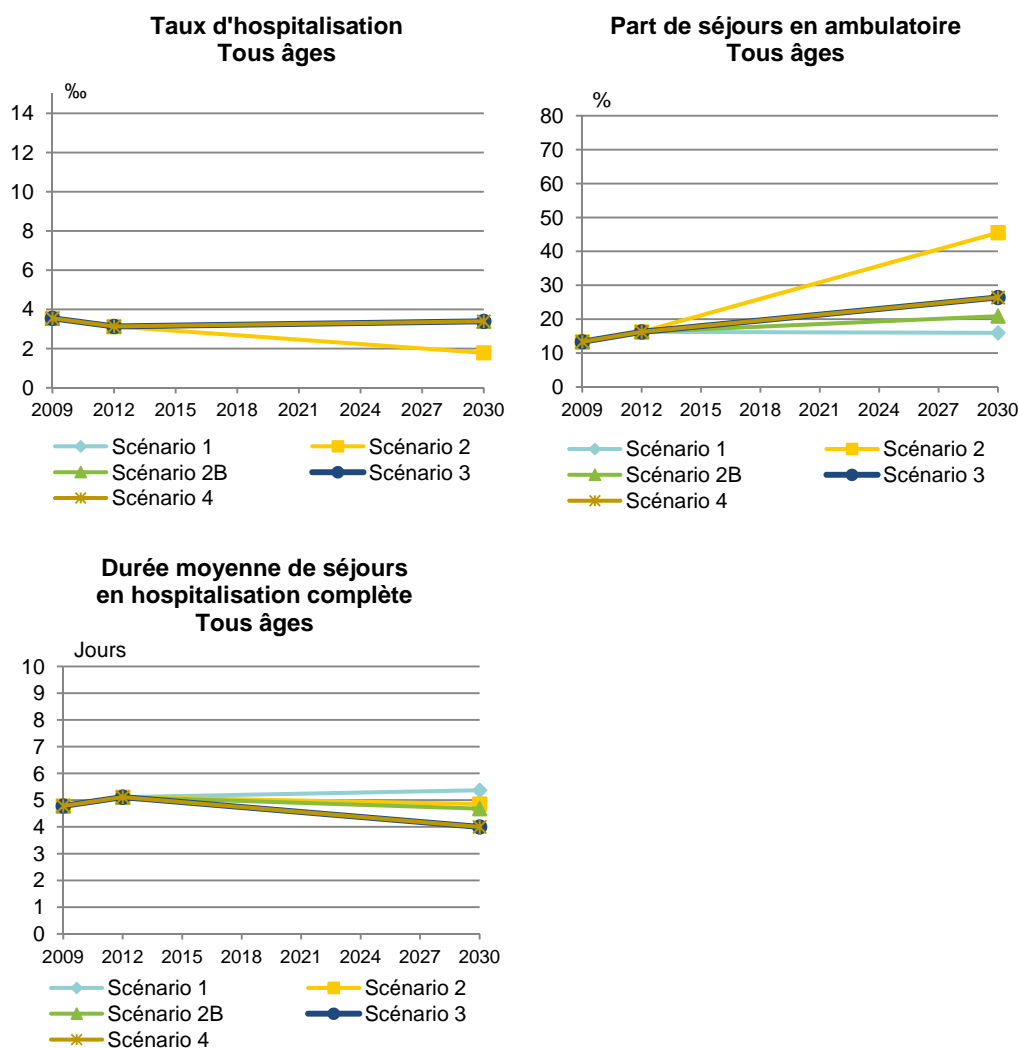 Taux d'hospitalisation
Tous âges
‰
14
12
10
8
6
4
2
0
2009 2012 2015 2018 2021 2024 2027 2030
Scénario 1 Scénario 2
Scénario 2B Scénario 3
Scénario 4
Part de séjours en ambulatoire
Tous âges
%
80
70
60
50
40
30
20
10
0
2009 2012 2015 2018 2021 2024 2027 2030
Scénario 1 Scénario 2
Scénario 2B Scénario 3
Scénario 4
Durée moyenne de séjours
en hospitalisation complète
Tous âges
Jours
10
9
8
7
6
5
4
3
2
1
0
2009 2012 2015 2018 2021 2024 2027 2030
Scénario 1 Scénario 2
Scénario 2B Scénario 3
Scénario 4